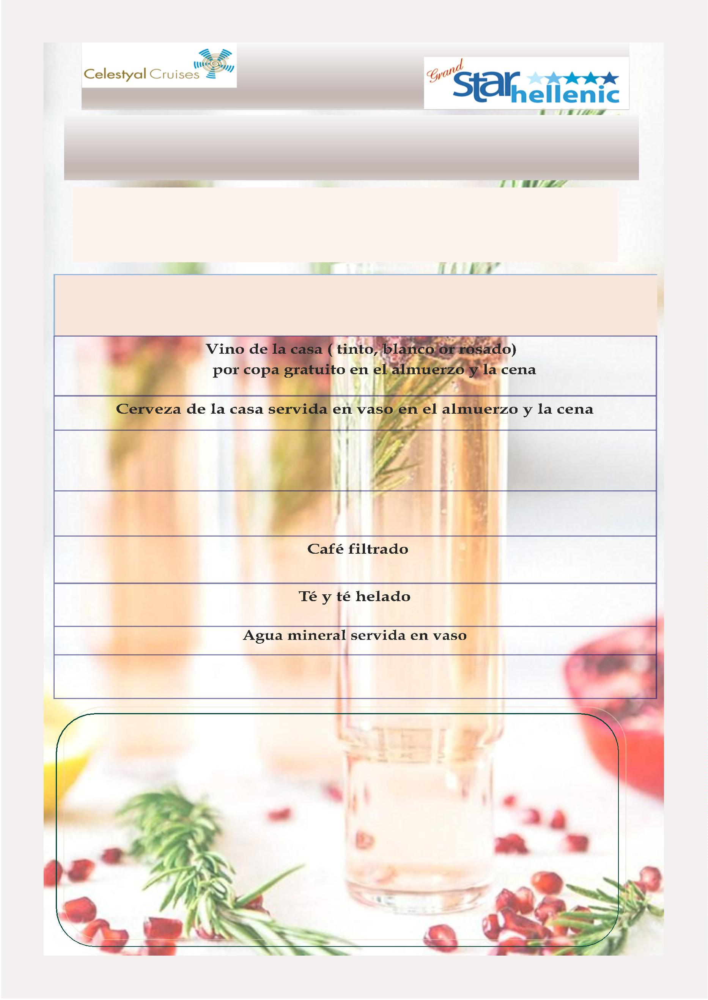 Celestyal Cruises
Grand
Star
hellenic
Vino de la casa ( tinto, blanco or rosado)
por copa gratuito en el almuerzo y la cena
Cerveza de la casa servida en vaso en el almuerzo y la cena
Café filtrado
Té y té helado
Agua mineral servida en vaso